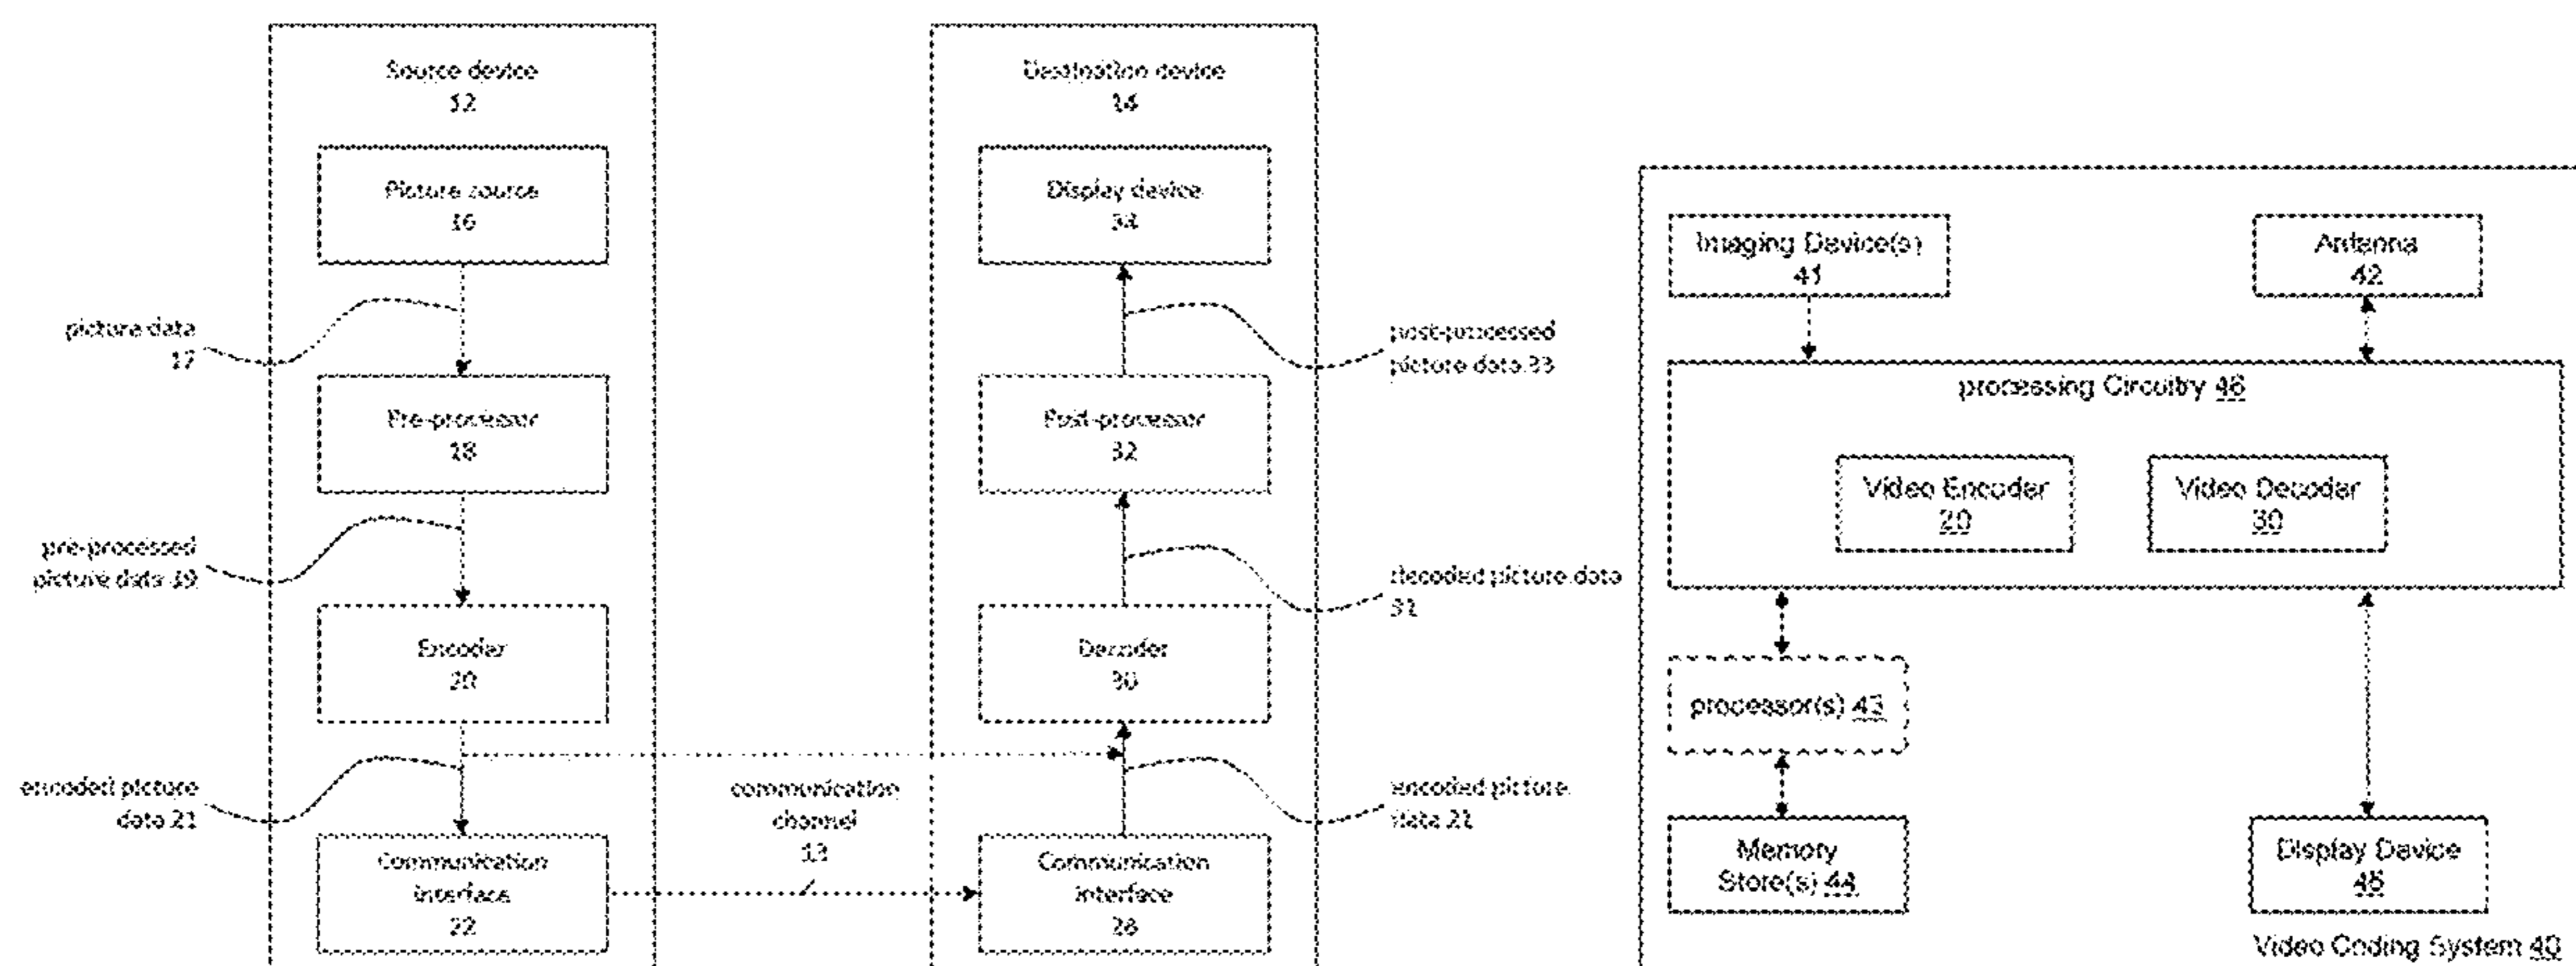 Source device
12
Picture source
16
picture data
17
Pre-processor
18
pre-processed
picture data 19
Encoder
20
encoded picture
data 21
Communication
interface
22
communication
channel
13
Destination device
14
Display device
34
post-processed
picture data 33
Post-processor
32
decoded picture data
31
Decoder
30
encoded picture
data 21
Communication
interface
28
Imaging Device(s)
41
Antenna
42
processing Circuitry 46
Video Encoder
20
Video Decoder
30
processor(s) 43
Memory
Store(s) 44
Display Device
45
Video Coding System 40